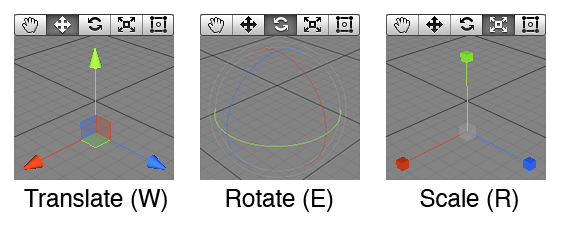 Translate (W)
Rotate (E)
Scale (R)